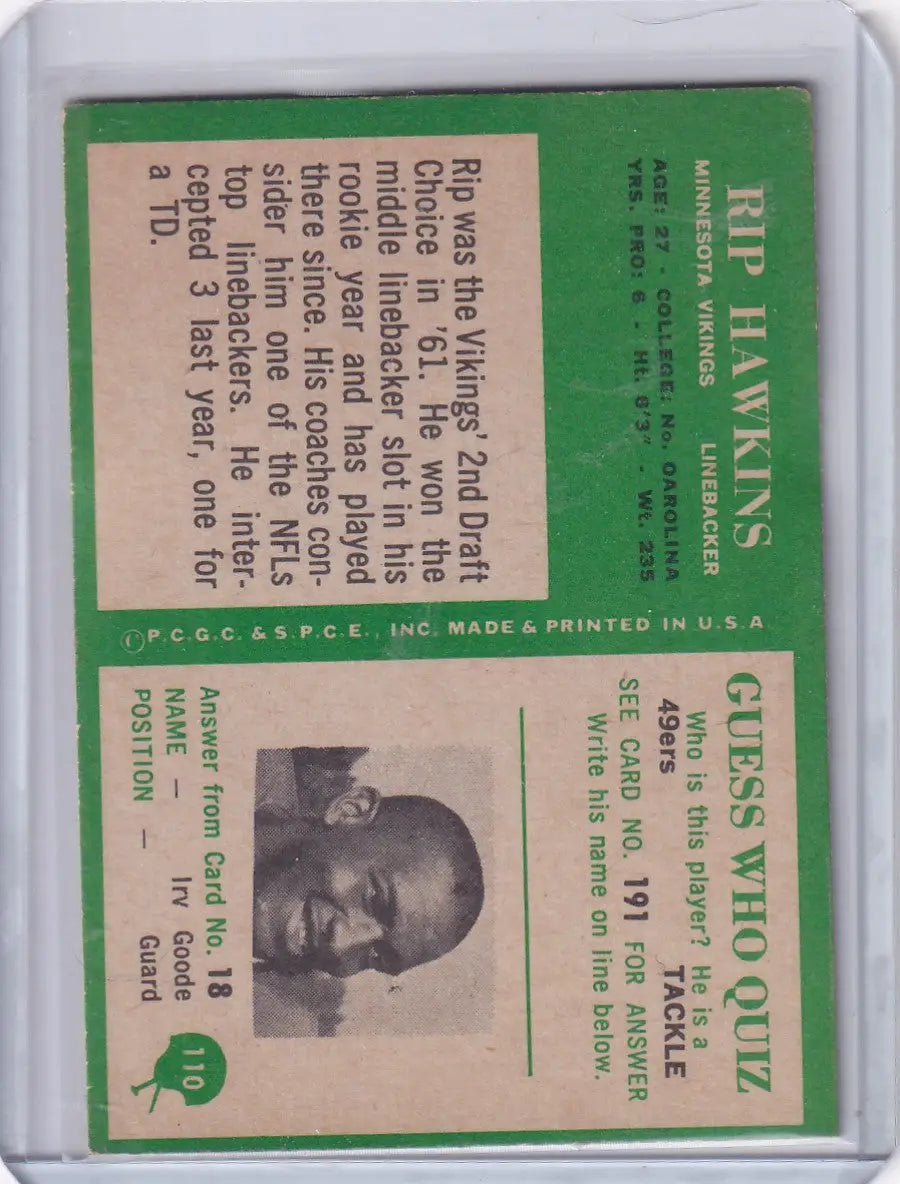 RIP HAWKINS
MINNESOTA VIKINGS LINEBACKER
AGE: 27 - COLLEGE: No. CAROLINA
YRS. PRO: 6 - Ht. 6'3" - Wt. 235
Rip was the Vikings' 2nd Draft
Choice in '61. He won the
middle linebacker slot in his
rookie year and has played
there since. His coaches con-
sider him one of the NFLs
top linebackers. He inter-
cepted 3 last year, one for
a TD.
© P.C.G.C. & S.P.C.E., INC. MADE & PRINTED IN U.S.A
GUESS WHO QUIZ
Who is this player? He is a
49ers TACKLE
SEE CARD NO. 191 FOR ANSWER
Write his name on line below.
Answer from Card No. 18
NAME — Irv Goode
POSITION — Guard
110